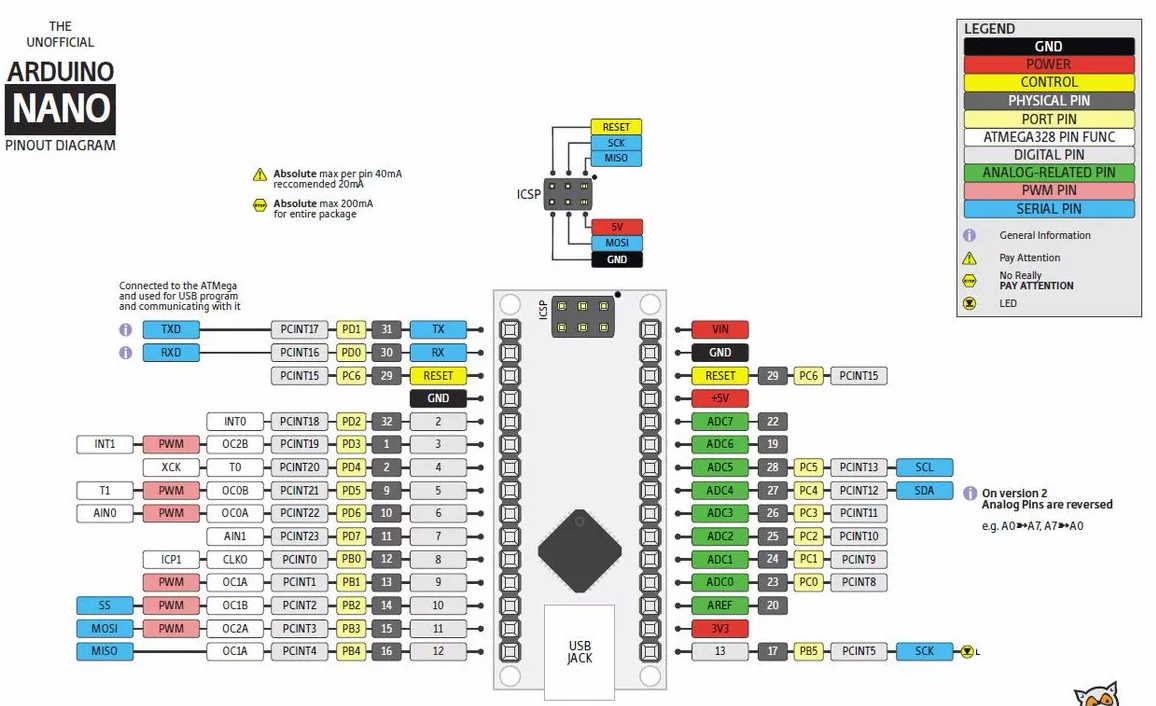 THE
UNOFFICIAL
ARDUINO
NANO
PINOUT DIAGRAM
Absolute max per pin 40mA
reccomended 20mA
Absolute max 200mA
for entire package
RESET
SCK
MISO
ICSP
5V
MOSI
GND
LEGEND
GND
POWER
CONTROL
PHYSICAL PIN
PORT PIN
ATMEGA328 PIN FUNC
DIGITAL PIN
ANALOG-RELATED PIN
PWM PIN
SERIAL PIN
General Information
Pay Attention
No Really
PAY ATTENTION
LED
Connected to the ATMega
and used for USB program
and communicating with it
ICSP
TXD PCINT17 PD1 31 TX
RXD PCINT16 PD0 30 RX
PCINT15 PC6 29 RESET
GND
INT0 PCINT18 PD2 32 2
INT1 PWM OC2B PCINT19 PD3 1 3
XCK T0 PCINT20 PD4 2 4
T1 PWM OC0B PCINT21 PD5 9 5
AIN0 PWM OC0A PCINT22 PD6 10 6
AIN1 PCINT23 PD7 11 7
ICP1 CLKO PCINT0 PB0 12 8
PWM OC1A PCINT1 PB1 13 9
SS PWM OC1B PCINT2 PB2 14 10
MOSI PWM OC2A PCINT3 PB3 15 11
MISO OC1A PCINT4 PB4 16 12
USB
JACK
VIN
GND
RESET 29 PC6 PCINT15
+5V
ADC7 22
ADC6 19
ADC5 28 PC5 PCINT13 SCL
ADC4 27 PC4 PCINT12 SDA
ADC3 26 PC3 PCINT11
ADC2 25 PC2 PCINT10
ADC1 24 PC1 PCINT9
ADC0 23 PC0 PCINT8
AREF 20
3V3
13 17 PB5 PCINT5 SCK L
On version 2
Analog Pins are reversed
e.g. A0➽A7, A7➽A0